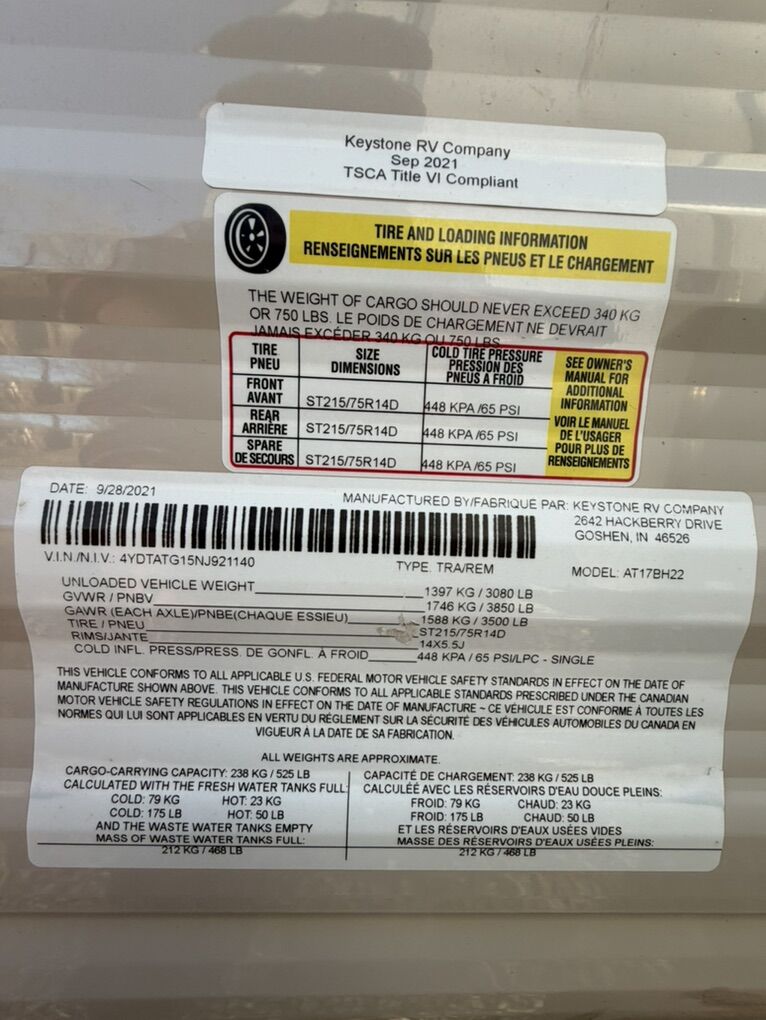 Keystone RV Company
Sep 2021
TSCA Title VI Compliant
TIRE AND LOADING INFORMATION
RENSEIGNEMENTS SUR LES PNEUS ET LE CHARGEMENT
THE WEIGHT OF CARGO SHOULD NEVER EXCEED 340 KG
OR 750 LBS. LE POIDS DE CHARGEMENT NE DEVRAIT
JAMAIS EXCÉDER 340 KG OU 750 LBS
TIRE PNEU SIZE DIMENSIONS COLD TIRE PRESSURE PRESSION DES PNEUS A FROID
FRONT AVANT ST215/75R14D 448 KPA /65 PSI
REAR ARRIÈRE ST215/75R14D 448 KPA /65 PSI
SPARE DE SECOURS ST215/75R14D 448 KPA /65 PSI
SEE OWNER'S
MANUAL FOR
ADDITIONAL
INFORMATION
VOIR LE MANUEL
DE L'USAGER
POUR PLUS DE
RENSEIGNEMENTS
DATE: 9/28/2021
MANUFACTURED BY/FABRIQUÉ PAR: KEYSTONE RV COMPANY
2642 HACKBERRY DRIVE
GOSHEN, IN 46526
V.I.N./N.I.V.: 4YDTATG15NJ921140 TYPE. TRA/REM MODEL: AT17BH22
UNLOADED VEHICLE WEIGHT 1397 KG / 3080 LB
GVWR / PNBV 1746 KG / 3850 LB
GAWR (EACH AXLE)/PNBE(CHAQUE ESSIEU) 1588 KG / 3500 LB
TIRE / PNEU ST215/75R14D
RIMS/JANTE 14X5.5J
COLD INFL. PRESS/PRESS. DE GONFL. À FROID 448 KPA / 65 PSI/LPC - SINGLE
THIS VEHICLE CONFORMS TO ALL APPLICABLE U.S. FEDERAL MOTOR VEHICLE SAFETY STANDARDS IN EFFECT ON THE DATE OF
MANUFACTURE SHOWN ABOVE. THIS VEHICLE CONFORMS TO ALL APPLICABLE STANDARDS PRESCRIBED UNDER THE CANADIAN
MOTOR VEHICLE SAFETY REGULATIONS IN EFFECT ON THE DATE OF MANUFACTURE ~ CE VÉHICULE EST CONFORME À TOUTES LES
NORMES QUI LUI SONT APPLICABLES EN VERTU DU RÉGLEMENT SUR LA SÉCURITÉ DES VÉHICULES AUTOMOBILES DU CANADA EN
VIGUEUR À LA DATE DE SA FABRICATION.
ALL WEIGHTS ARE APPROXIMATE.
CARGO-CARRYING CAPACITY: 238 KG / 525 LB
CALCULATED WITH THE FRESH WATER TANKS FULL:
COLD: 79 KG HOT: 23 KG
COLD: 175 LB HOT: 50 LB
AND THE WASTE WATER TANKS EMPTY
MASS OF WASTE WATER TANKS FULL:
212 KG / 468 LB
CAPACITÉ DE CHARGEMENT: 238 KG / 525 LB
CALCULÉE AVEC LES RÉSERVOIRS D'EAU DOUCE PLEINS:
FROID: 79 KG CHAUD: 23 KG
FROID: 175 LB CHAUD: 50 LB
ET LES RÉSERVOIRS D'EAUX USÉES VIDES
MASSE DES RÉSERVOIRS D'EAUX USÉES PLEINS:
212 KG / 468 LB